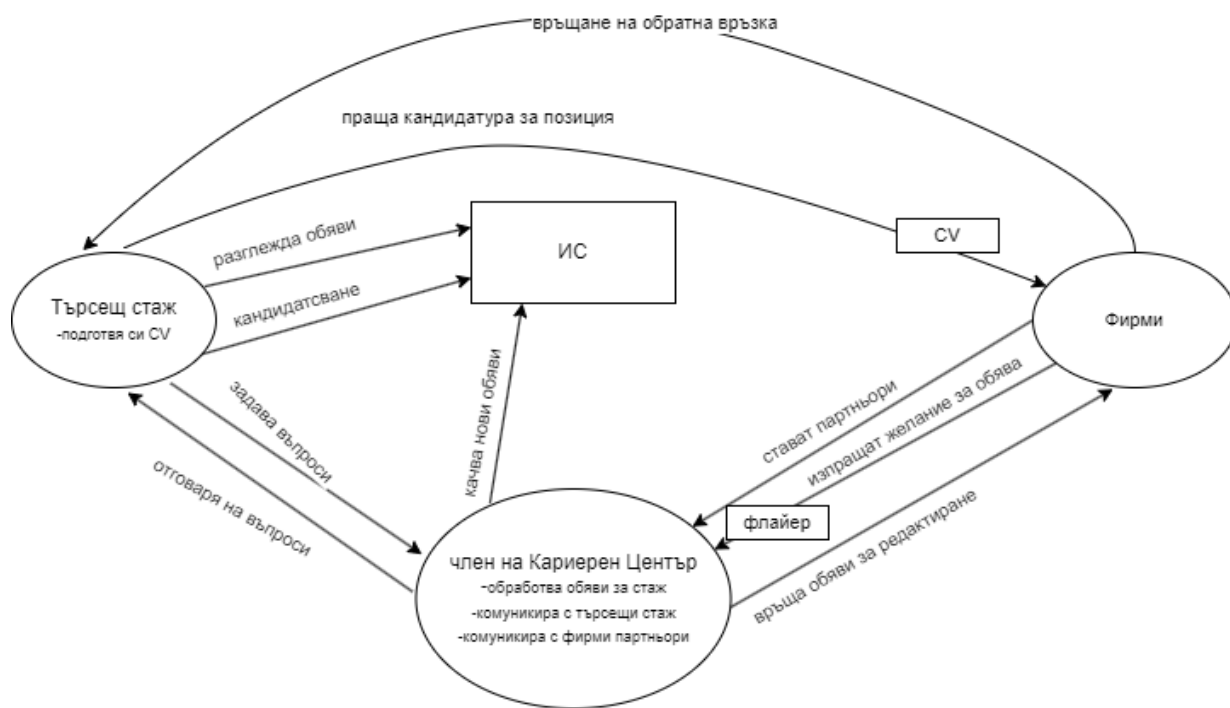 връщане на обратна връзка
праща кандидатура за позиция
разглежда обяви
ИС
CV
кандидатсване
Търсещ стаж
-подготвя си CV
Фирми
задава въпроси
качва нови обяви
стават партньори
изпращат желание за обява
отговаря на въпроси
флайер
връща обяви за редактиране
член на Кариерен Център
-обработва обяви за стаж
-комуникира с търсещи стаж
-комуникира с фирми партньори